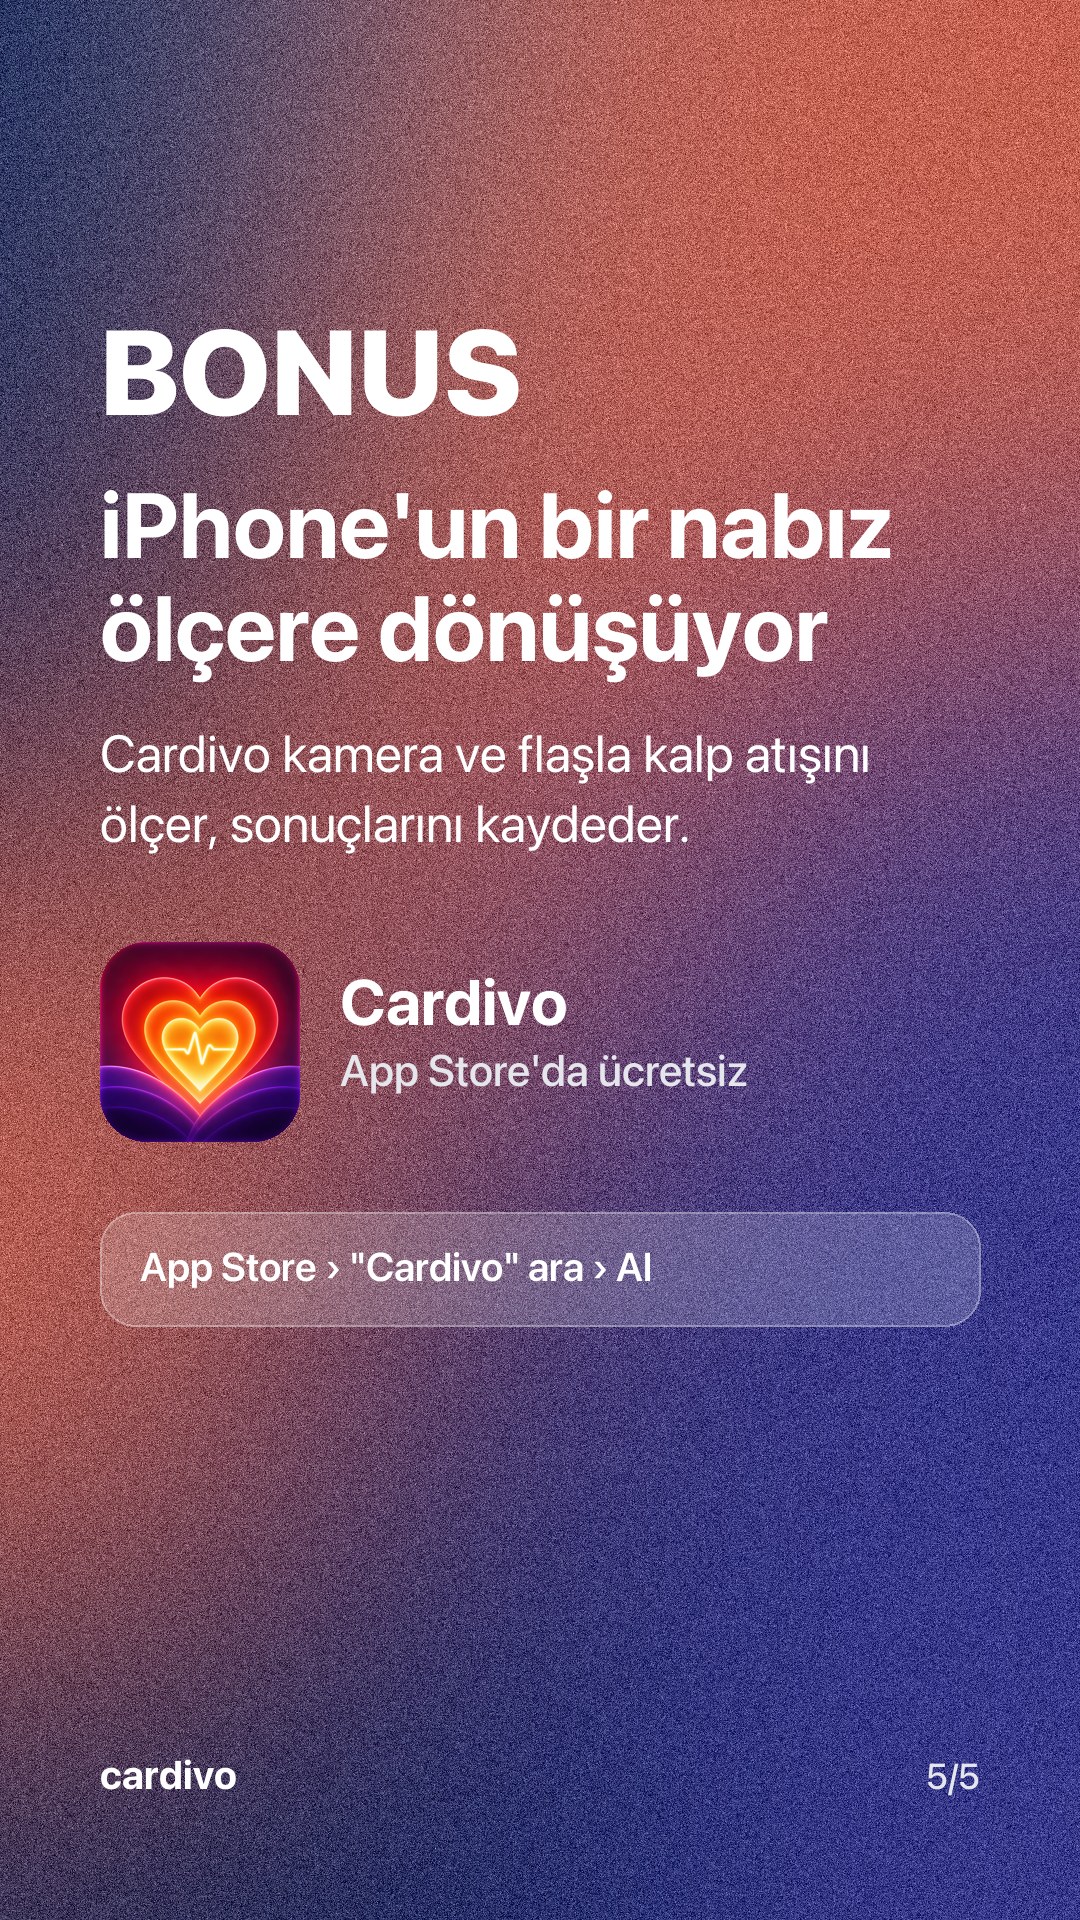 BONUS
iPhone'un bir nabız
ölçere dönüşüyor
Cardivo kamera ve flaşla kalp atışını
ölçer, sonuçlarını kaydeder.
Cardivo
App Store'da ücretsiz
App Store › "Cardivo" ara › Al
cardivo
5/5